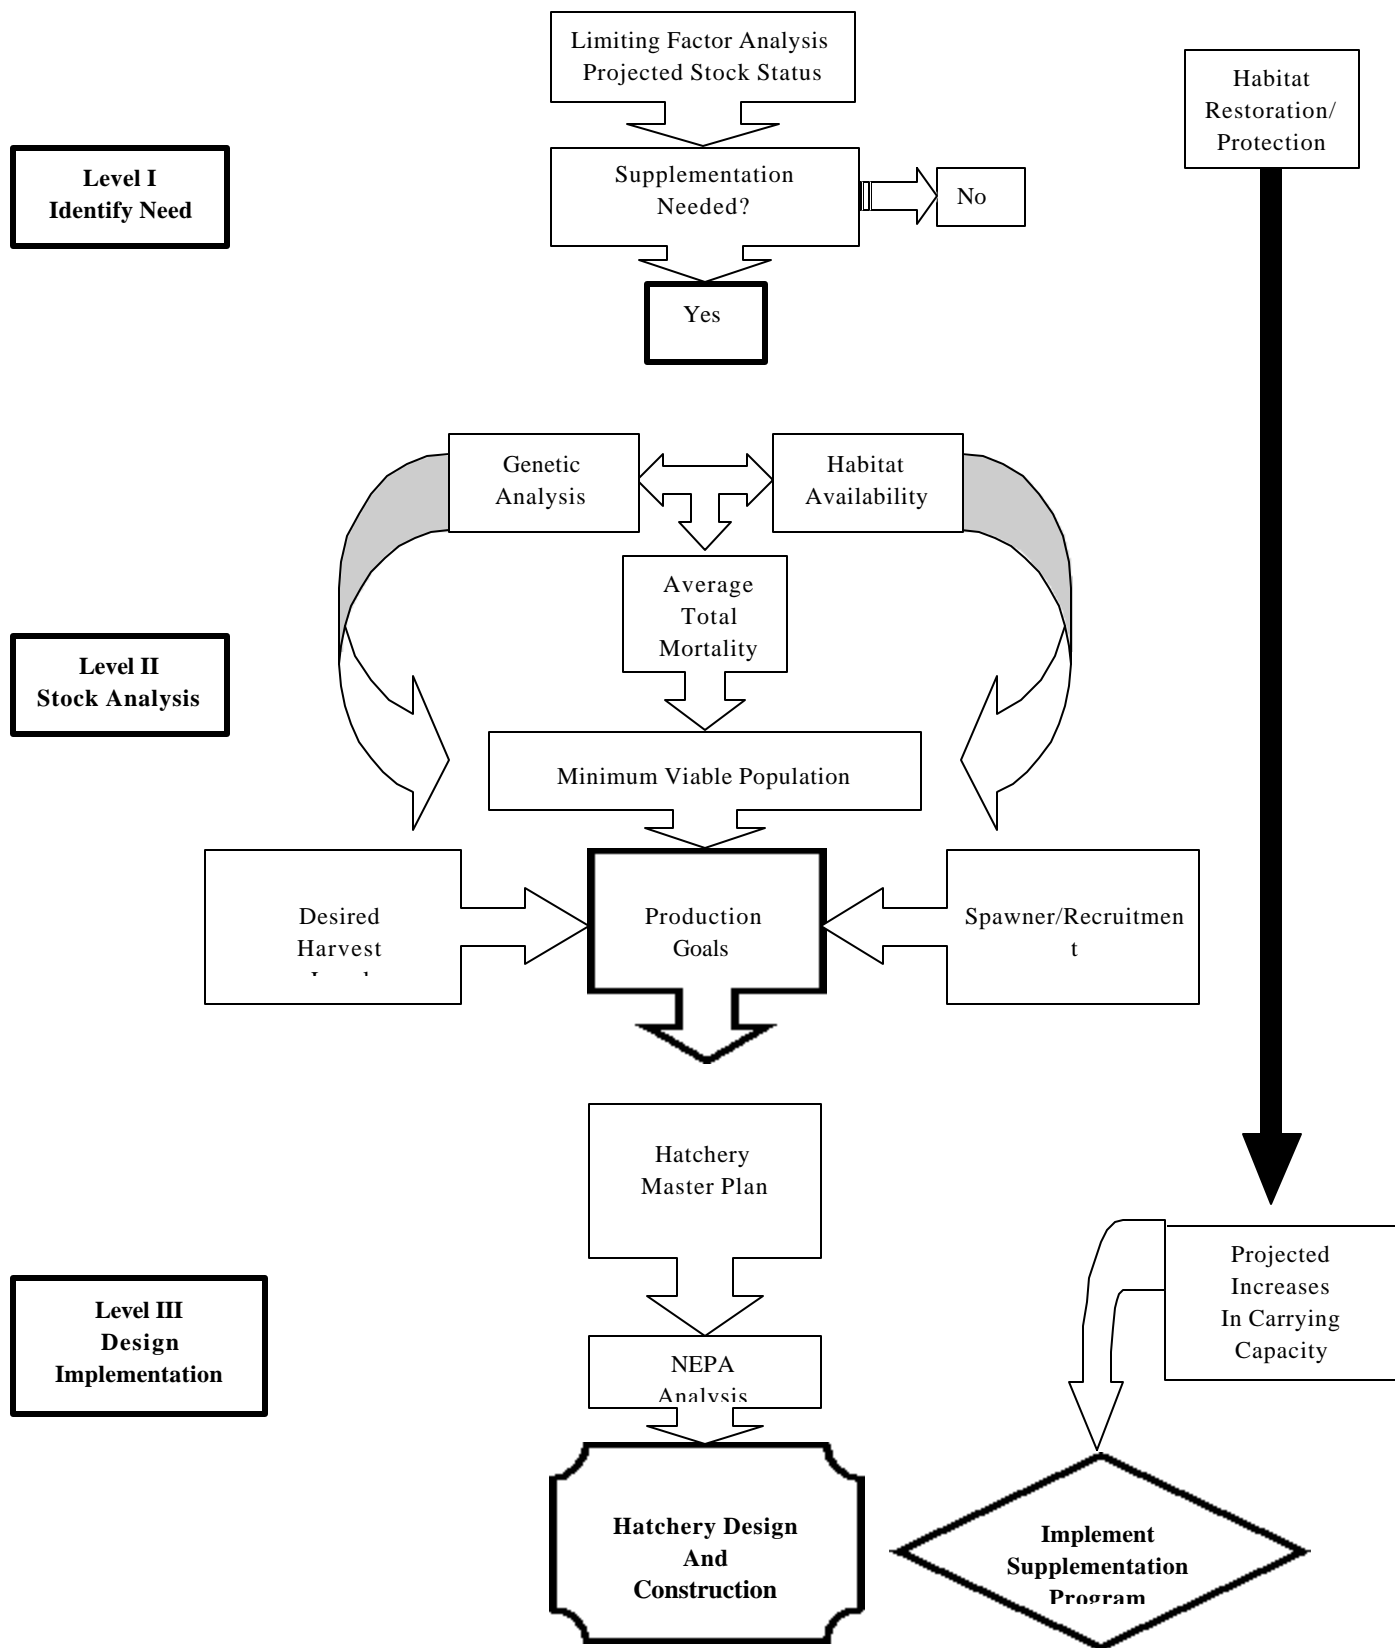 Limiting Factor Analysis
Projected Stock Status
Habitat
Restoration/
Protection
Level I
Identify Need
Supplementation
Needed?
No
Yes
Genetic
Analysis
Habitat
Availability
Average
Total
Mortality
Level II
Stock Analysis
Minimum Viable Population
Desired
Harvest
Production
Goals
Spawner/Recruitmen
t
Hatchery
Master Plan
Projected
Increases
In Carrying
Capacity
Level III
Design
Implementation
NEPA
Analysis
Hatchery Design
And
Construction
Implement
Supplementation
Program